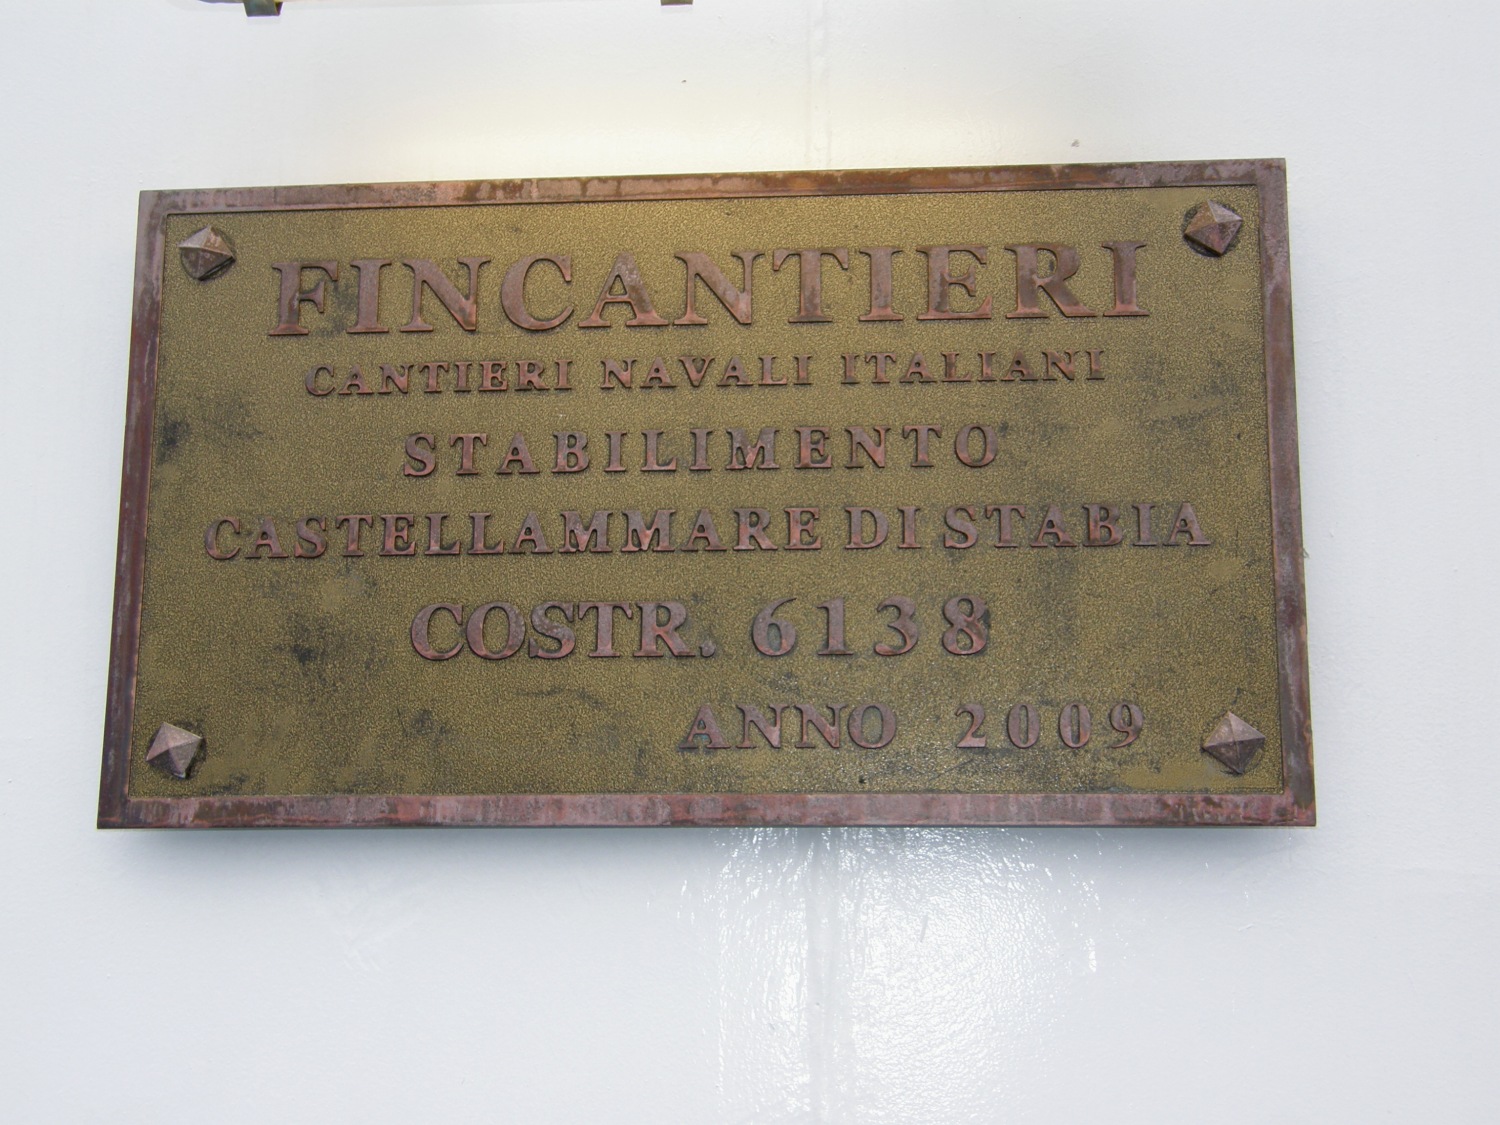 FINCANTIERI
CANTIERI NAVALI ITALIANI
STABILIMENTO
CASTELLAMMARE DI STABIA
COSTR. 6138
ANNO 2009